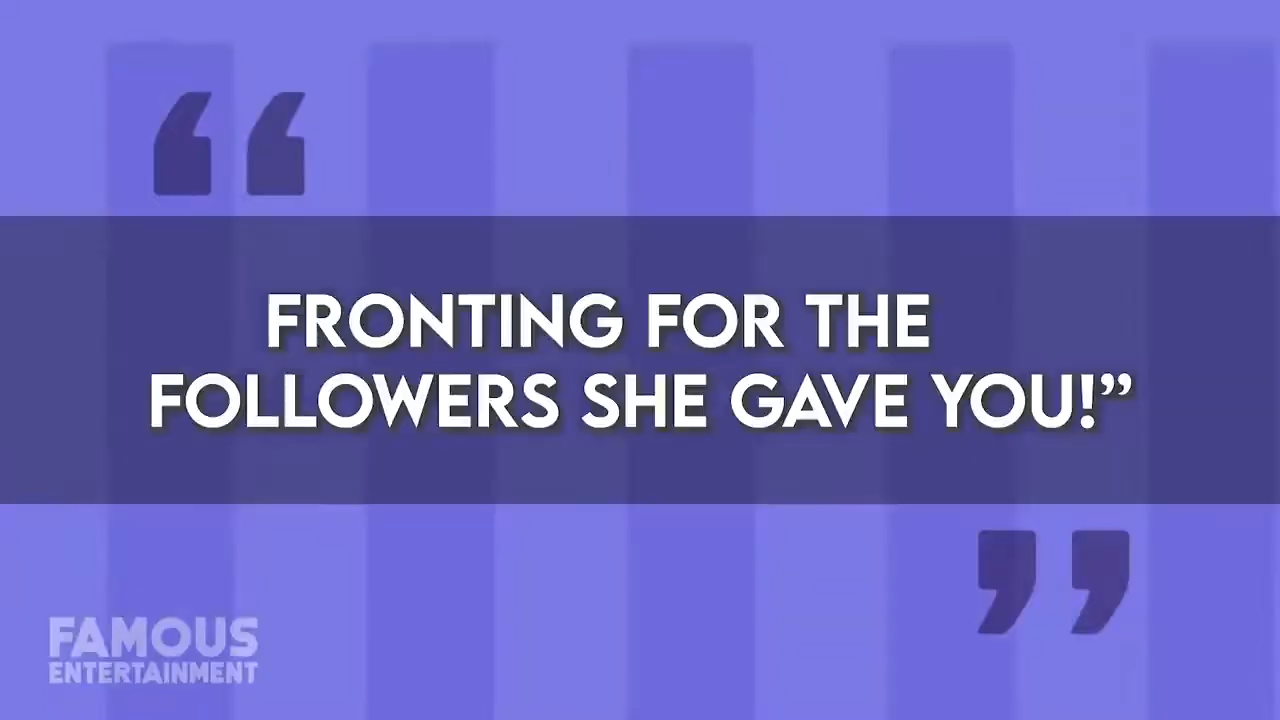 “
FRONTING FOR THE
FOLLOWERS SHE GAVE YOU!”
”
FAMOUS
ENTERTAINMENT